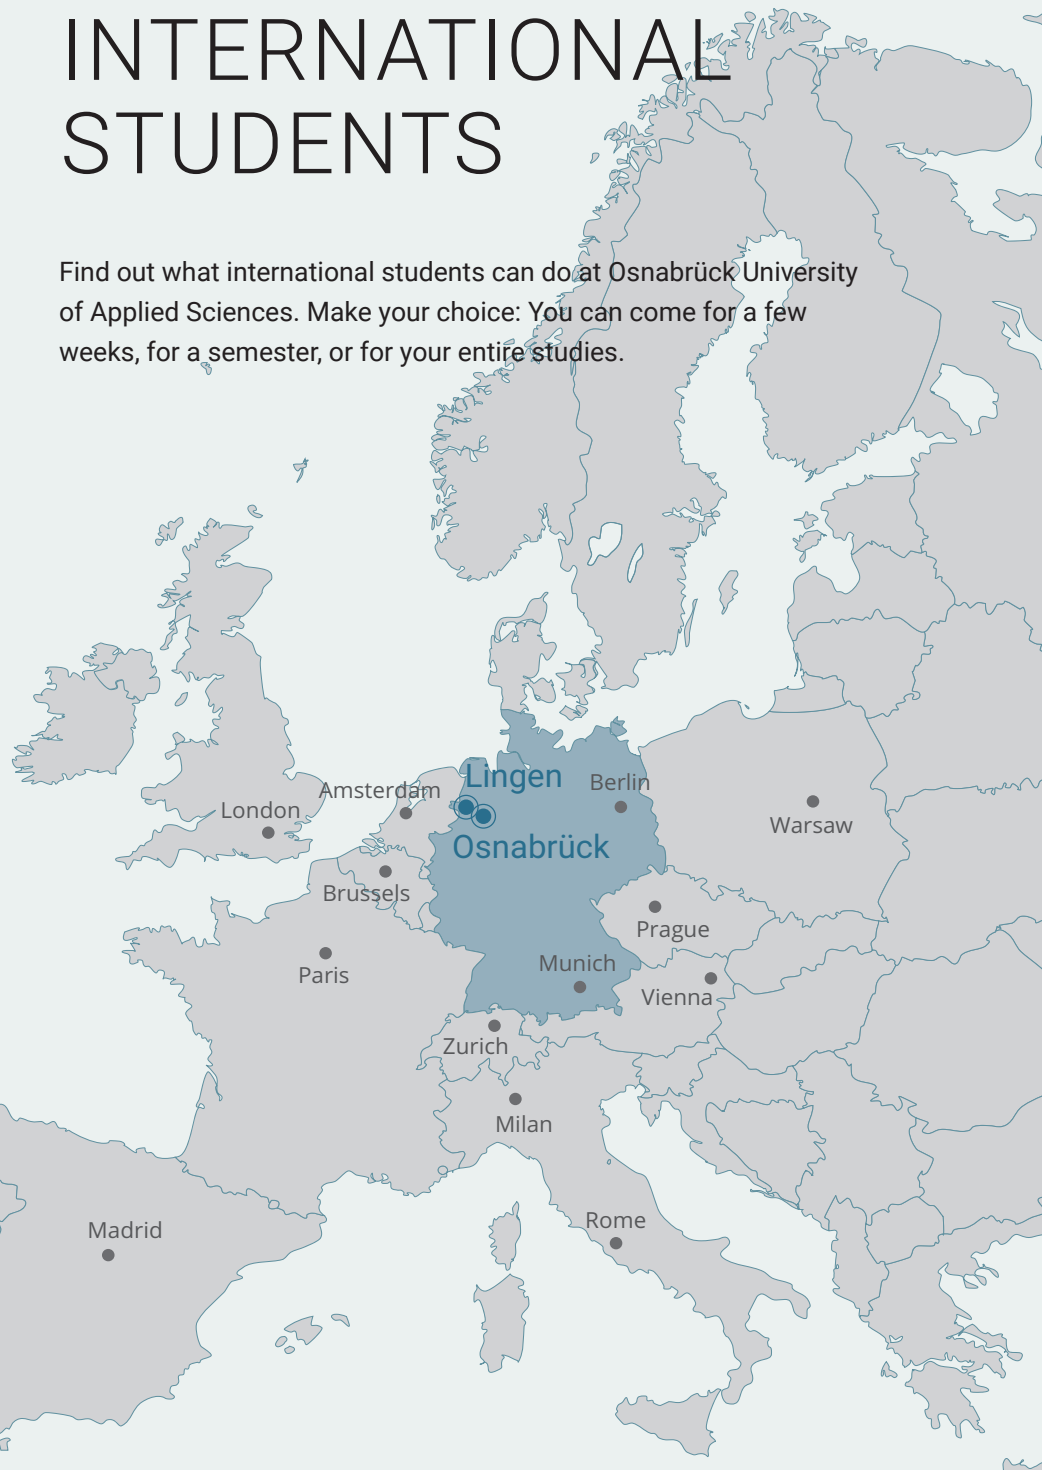 INTERNATIONAL
STUDENTS
Find out what international students can do at Osnabrück University
of Applied Sciences. Make your choice: You can come for a few
weeks, for a semester, or for your entire studies.
Lingen
Berlin
Amsterdam
London
Warsaw
Osnabrück
Brussels
Prague
Munich
Paris
Vienna
Zurich
Milan
Rome
Madrid